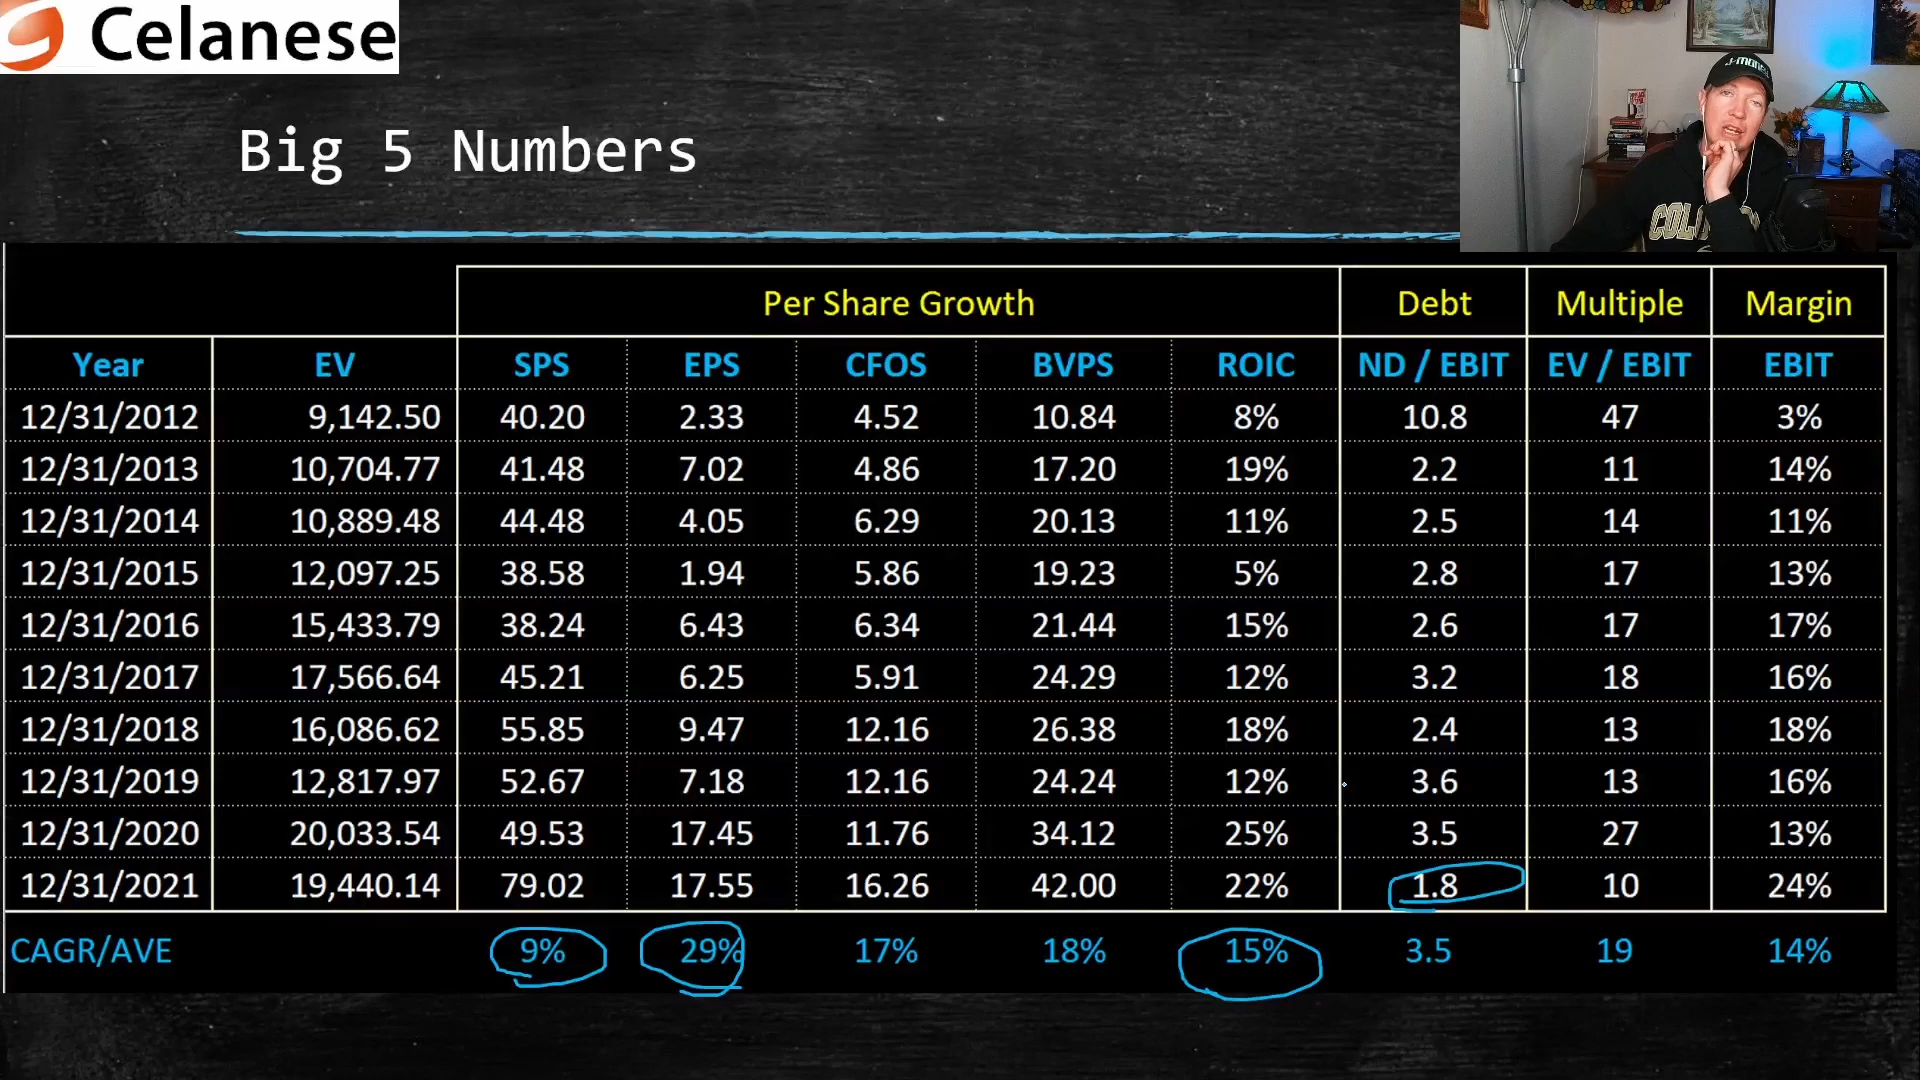 Celanese
Big 5 Numbers
Per Share Growth Debt Multiple Margin
Year EV SPS EPS CFOS BVPS ROIC ND / EBIT EV / EBIT EBIT
12/31/2012 9,142.50 40.20 2.33 4.52 10.84 8% 10.8 47 3%
12/31/2013 10,704.77 41.48 7.02 4.86 17.20 19% 2.2 11 14%
12/31/2014 10,889.48 44.48 4.05 6.29 20.13 11% 2.5 14 11%
12/31/2015 12,097.25 38.58 1.94 5.86 19.23 5% 2.8 17 13%
12/31/2016 15,433.79 38.24 6.43 6.34 21.44 15% 2.6 17 17%
12/31/2017 17,566.64 45.21 6.25 5.91 24.29 12% 3.2 18 16%
12/31/2018 16,086.62 55.85 9.47 12.16 26.38 18% 2.4 13 18%
12/31/2019 12,817.97 52.67 7.18 12.16 24.24 12% 3.6 13 16%
12/31/2020 20,033.54 49.53 17.45 11.76 34.12 25% 3.5 27 13%
12/31/2021 19,440.14 79.02 17.55 16.26 42.00 22% 1.8 10 24%
CAGR/AVE 9% 29% 17% 18% 15% 3.5 19 14%